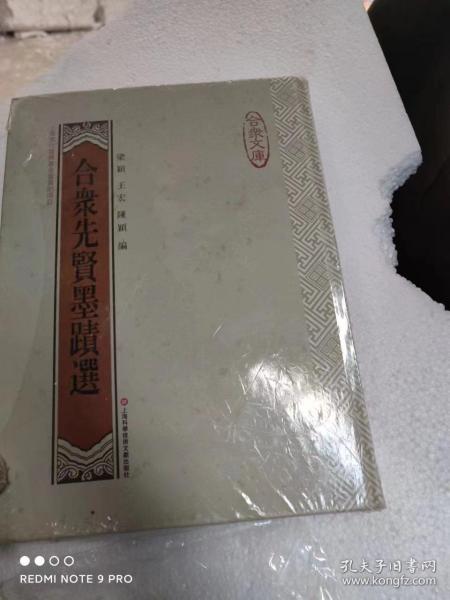 合衆文庫
梁穎 王宏 陳穎 編
合衆先賢墨蹟選
上海科學技術文獻出版社
REDMI NOTE 9 PRO
孔夫子旧书网
www.kongfz.com